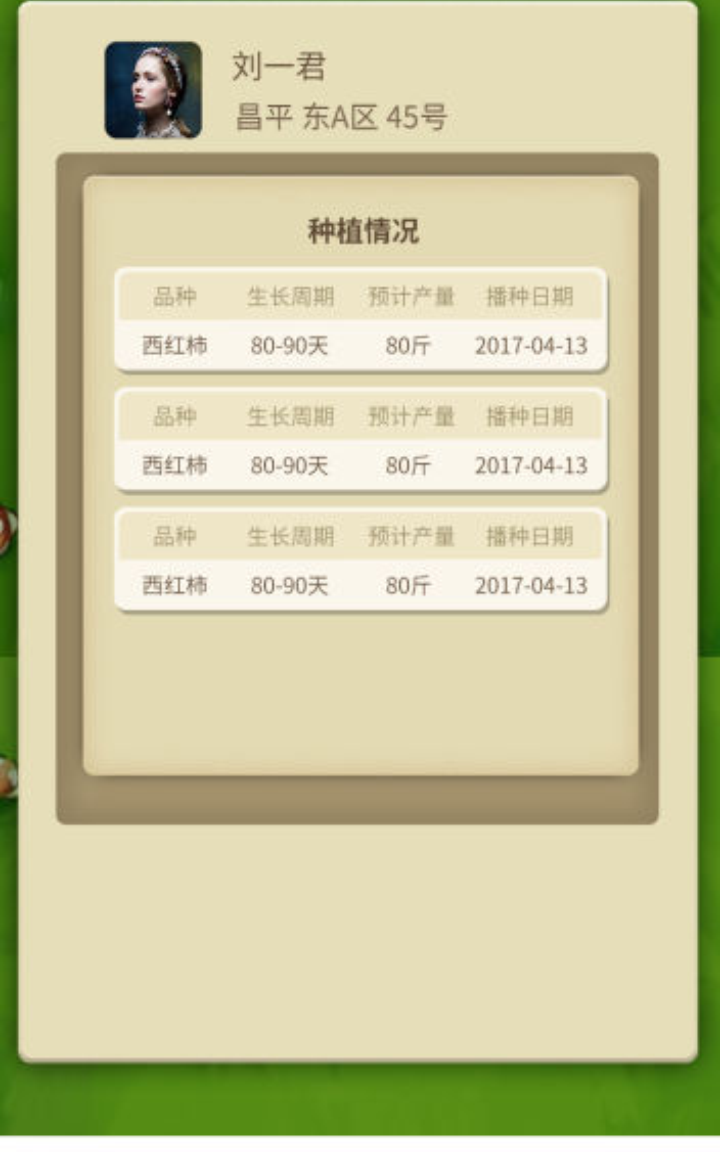 刘一君
昌平 东A区 45号
种植情况
品种 生长周期 预计产量 播种日期
西红柿 80-90天 80斤 2017-04-13
品种 生长周期 预计产量 播种日期
西红柿 80-90天 80斤 2017-04-13
品种 生长周期 预计产量 播种日期
西红柿 80-90天 80斤 2017-04-13